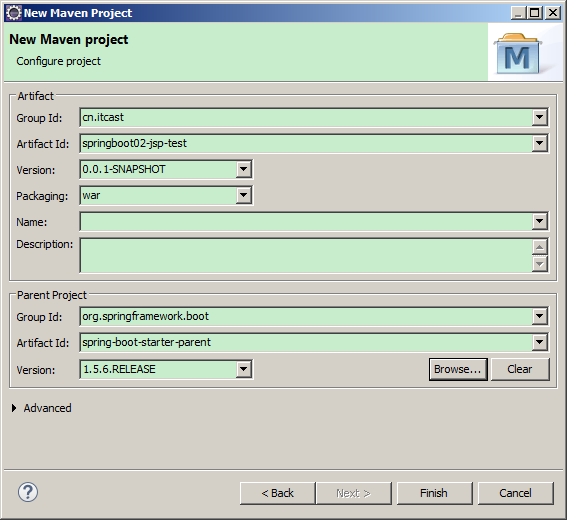 New Maven Project
New Maven project
Configure project
M
Artifact
Group Id: cn.itcast
Artifact Id: springboot02-jsp-test
Version: 0.0.1-SNAPSHOT
Packaging: war
Name:
Description:
Parent Project
Group Id: org.springframework.boot
Artifact Id: spring-boot-starter-parent
Version: 1.5.6.RELEASE Browse... Clear
Advanced
? < Back Next > Finish Cancel